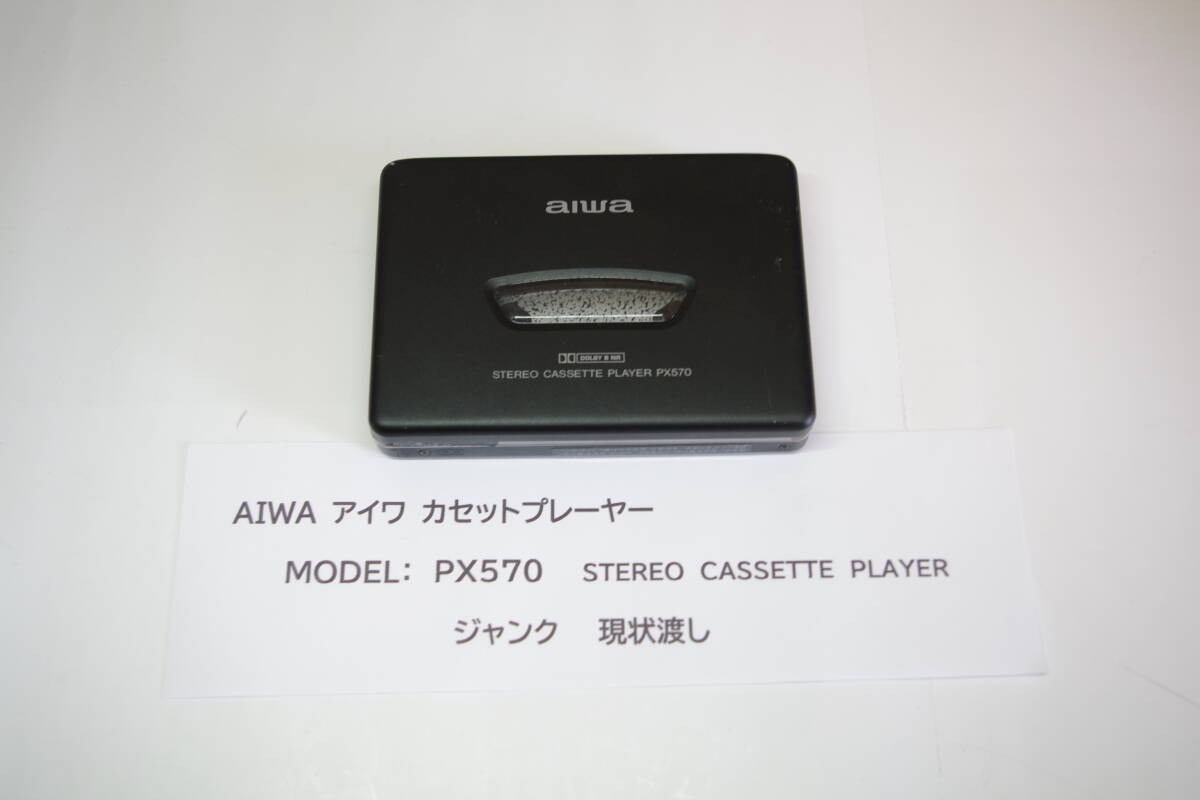 aiwa
DOLBY B NR
STEREO CASSETTE PLAYER PX570
AIWA アイワ カセットプレーヤー
MODEL: PX570 STEREO CASSETTE PLAYER
ジャンク 現状渡し